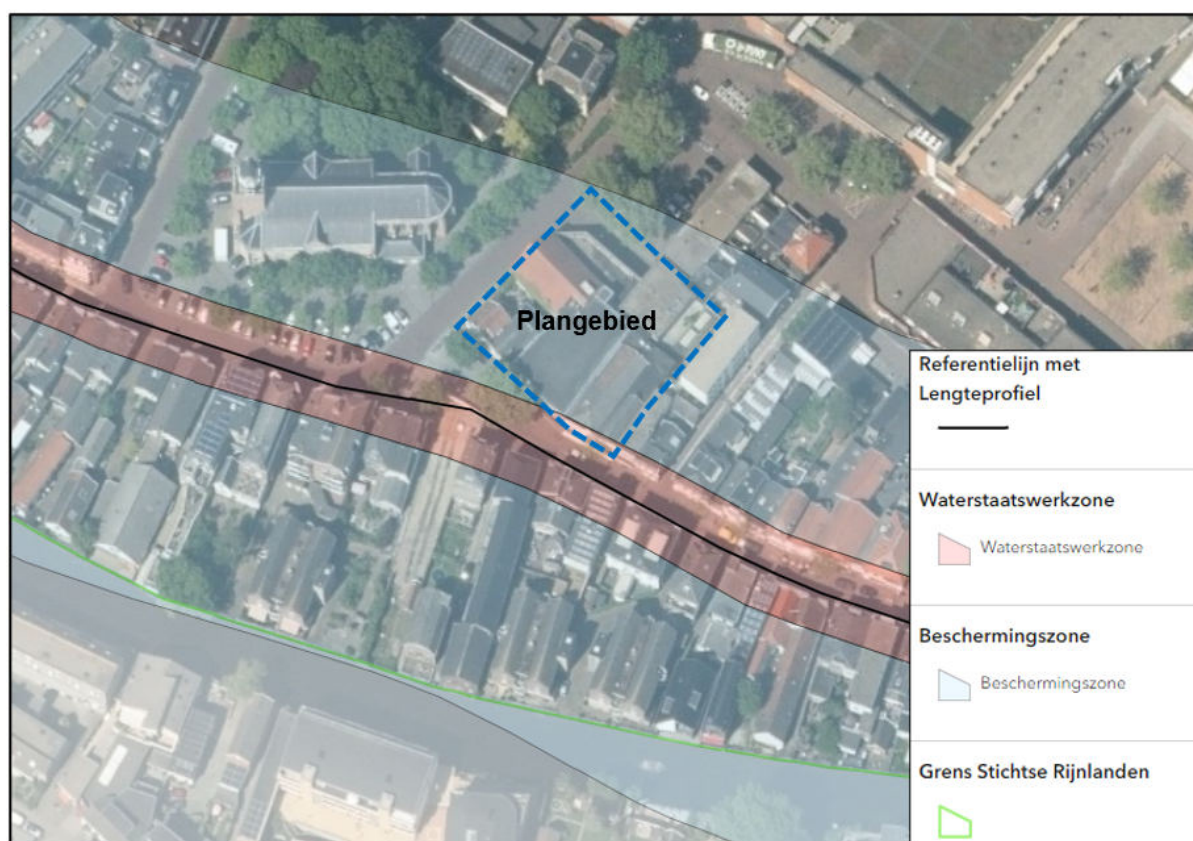 Plangebied
Referentielijn met
Lengteprofiel
Waterstaatswerkzone
Waterstaatswerkzone
Beschermingszone
Beschermingszone
Grens Stichtse Rijnlanden